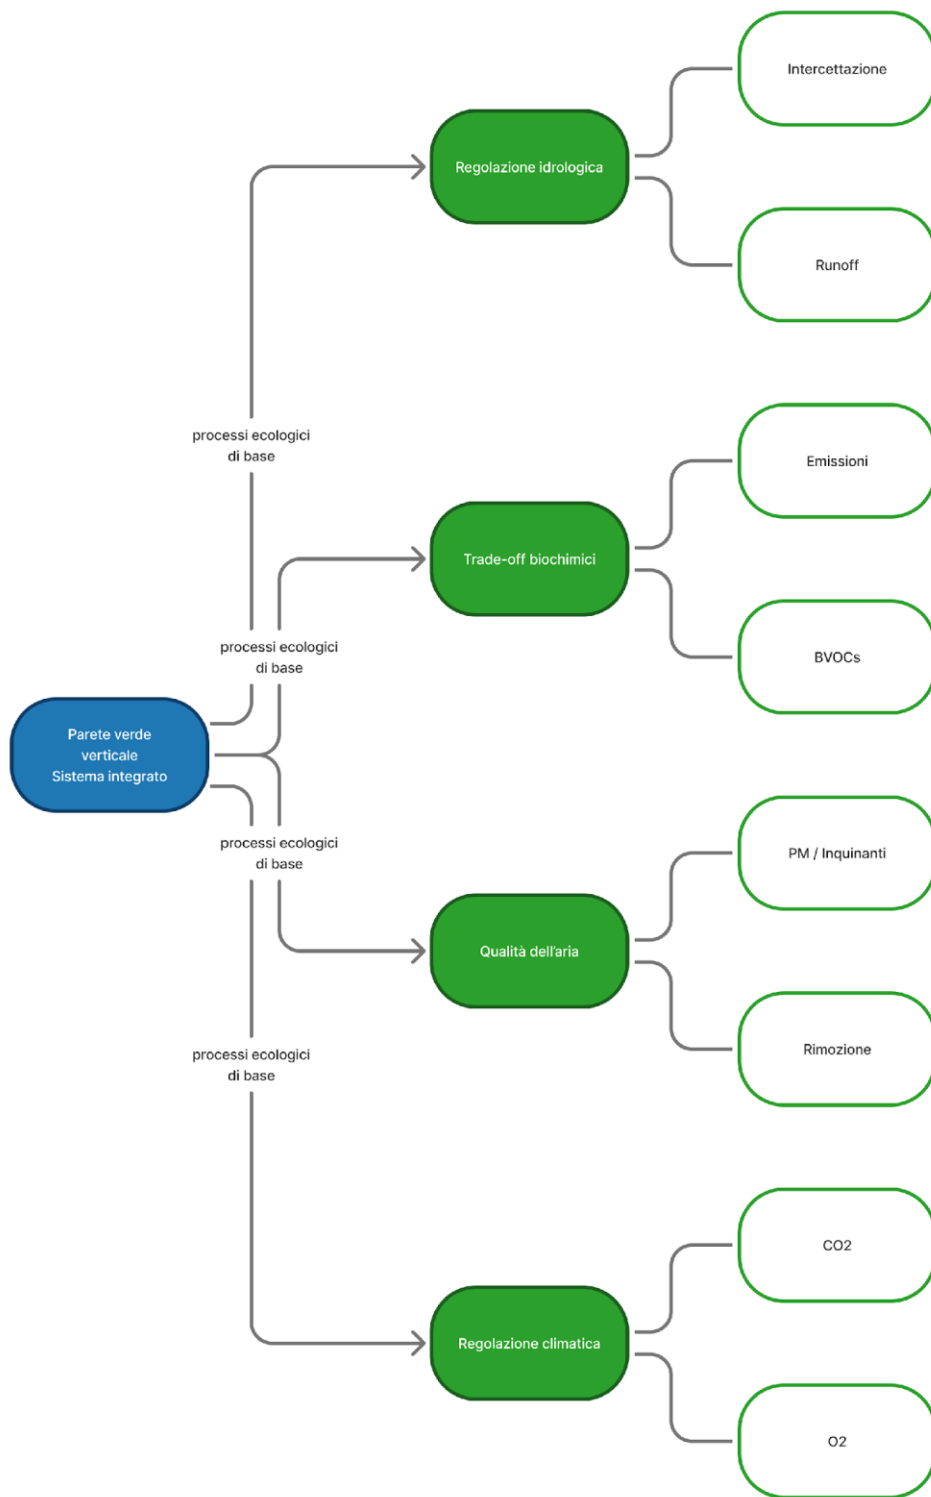 Intercettazione
Regolazione idrologica
Runoff
processi ecologici
di base
Emissioni
Trade-off biochimici
processi ecologici
di base
BVOCs
Parete verde
verticale
Sistema integrato
processi ecologici
di base
PM / Inquinanti
Qualità dell'aria
Rimozione
processi ecologici
di base
CO2
Regolazione climatica
O2